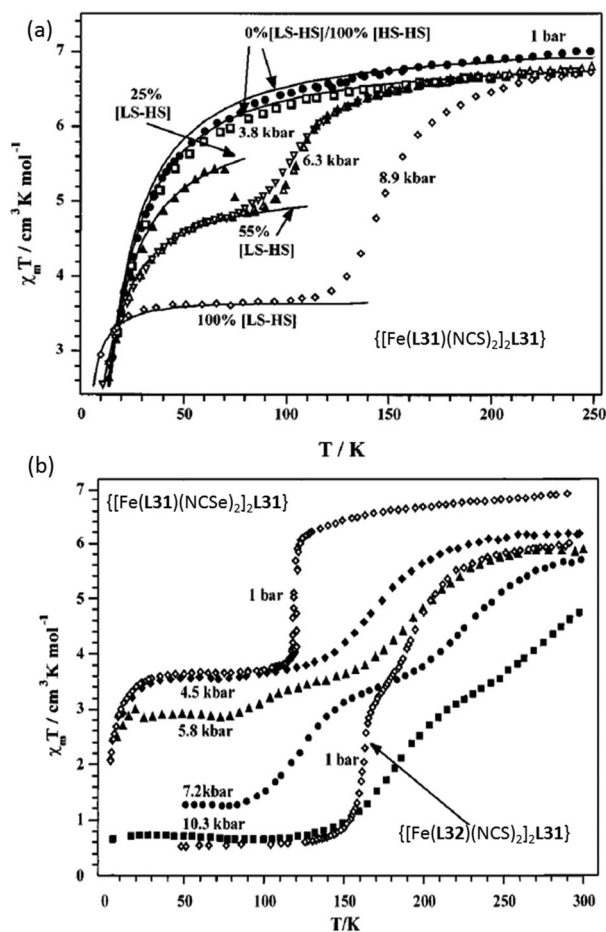 (a)
0%[LS-HS]/100% [HS-HS]
1 bar
25%
[LS-HS]
3.8 kbar
6.3 kbar
8.9 kbar
55%
[LS-HS]
100% [LS-HS]
{[Fe(L31)(NCS)2]2L31}
χmT / cm3K mol-1
7
6
5
4
3
0 50 100 150 200 250
T / K
(b)
{[Fe(L31)(NCSe)2]2L31}
1 bar
4.5 kbar
5.8 kbar
1 bar
7.2kbar
10.3 kbar
{[Fe(L32)(NCS)2]2L31}
χmT / cm3K mol-1
7
6
5
4
3
2
1
0
0 50 100 150 200 250 300
T/K